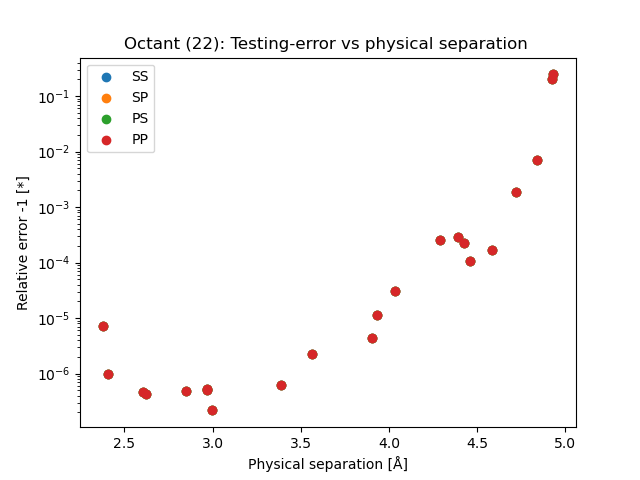 Octant (22): Testing-error vs physical separation
SS
SP
PS
PP
Relative error -1 [*]
10⁻¹
10⁻²
10⁻³
10⁻⁴
10⁻⁵
10⁻⁶
2.5 3.0 3.5 4.0 4.5 5.0
Physical separation [Å]